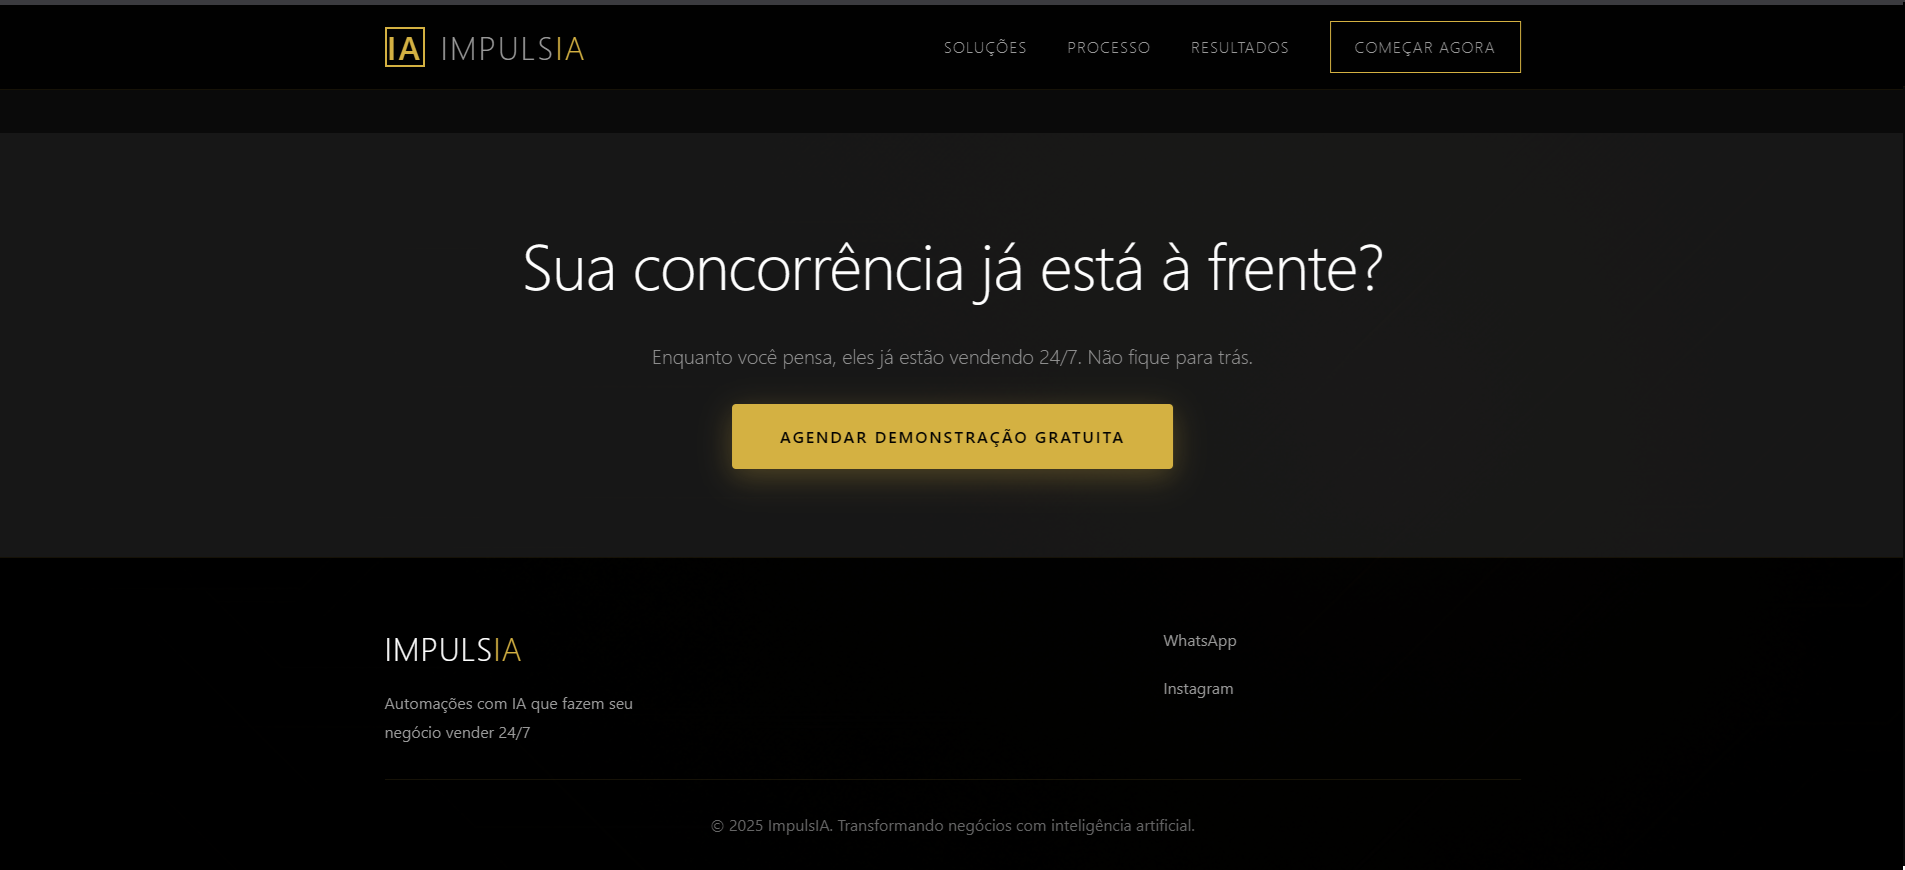 IA IMPULSIA
SOLUÇÕES PROCESSO RESULTADOS COMEÇAR AGORA
Sua concorrência já está à frente?
Enquanto você pensa, eles já estão vendendo 24/7. Não fique para trás.
AGENDAR DEMONSTRAÇÃO GRATUITA
IMPULSIA
Automações com IA que fazem seu
negócio vender 24/7
WhatsApp
Instagram
© 2025 ImpulsIA. Transformando negócios com inteligência artificial.